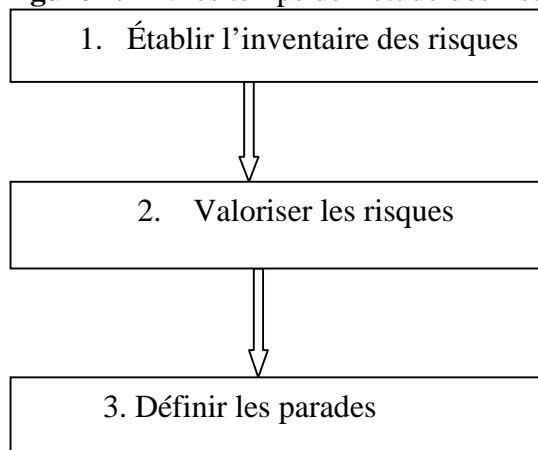 1. Établir l’inventaire des risques
2. Valoriser les risques
3. Définir les parades